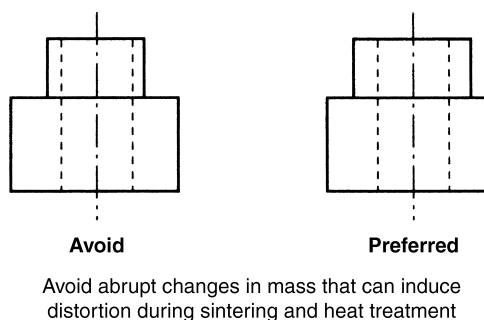 Avoid
Preferred
Avoid abrupt changes in mass that can induce
distortion during sintering and heat treatment